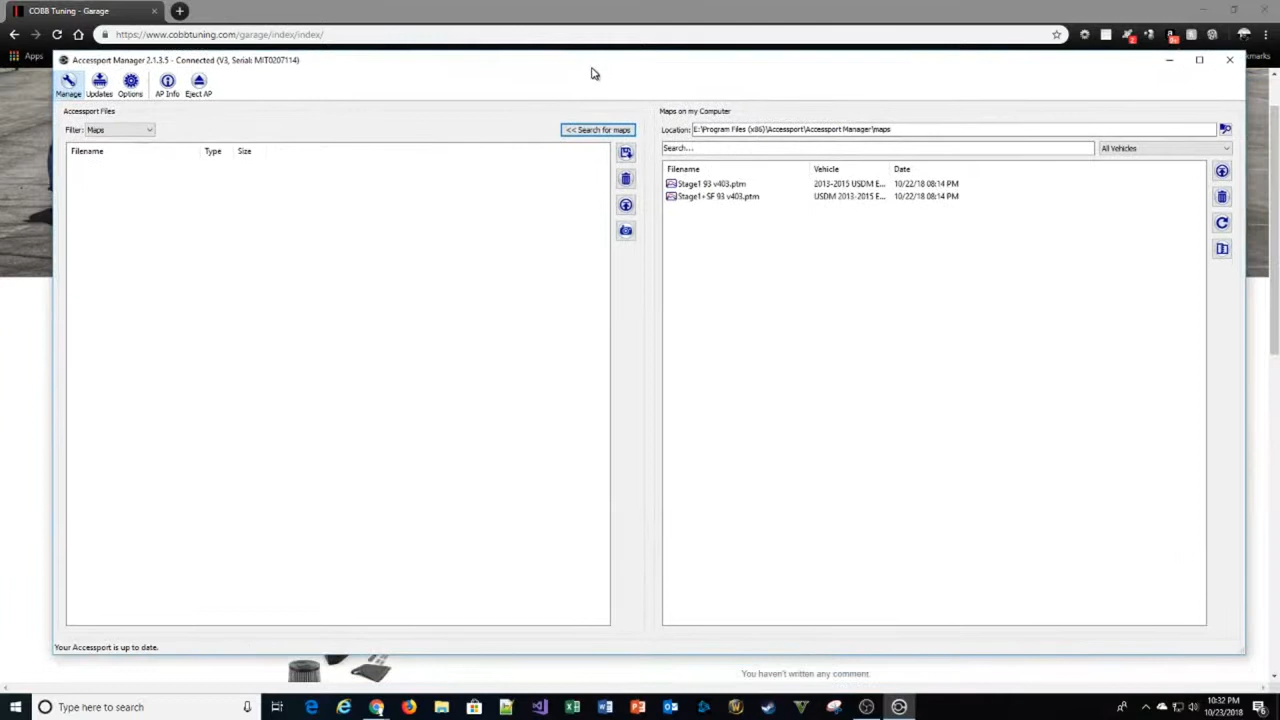 COBB Tuning - Garage
https://www.cobbtuning.com/garage/index/index/
Apps
Accessport Manager 2.1.3.5 - Connected (V3, Serial: MIT0207114)
Manage Updates Options AP Info Eject AP
Accessport Files
Filter: Maps
<< Search for maps
Filename Type Size
Maps on my Computer
Location: E:\Program Files (x86)\Accessport\Accessport Manager\maps
Search...
All Vehicles
Filename Vehicle Date
Stage1 93 v403.ptm 2013-2015 USDM E... 10/22/18 08:14 PM
Stage1+SF 93 v403.ptm USDM 2013-2015 E... 10/22/18 08:14 PM
Your Accessport is up to date.
You haven't written any comment.
Type here to search
10:32 PM
10/23/2018